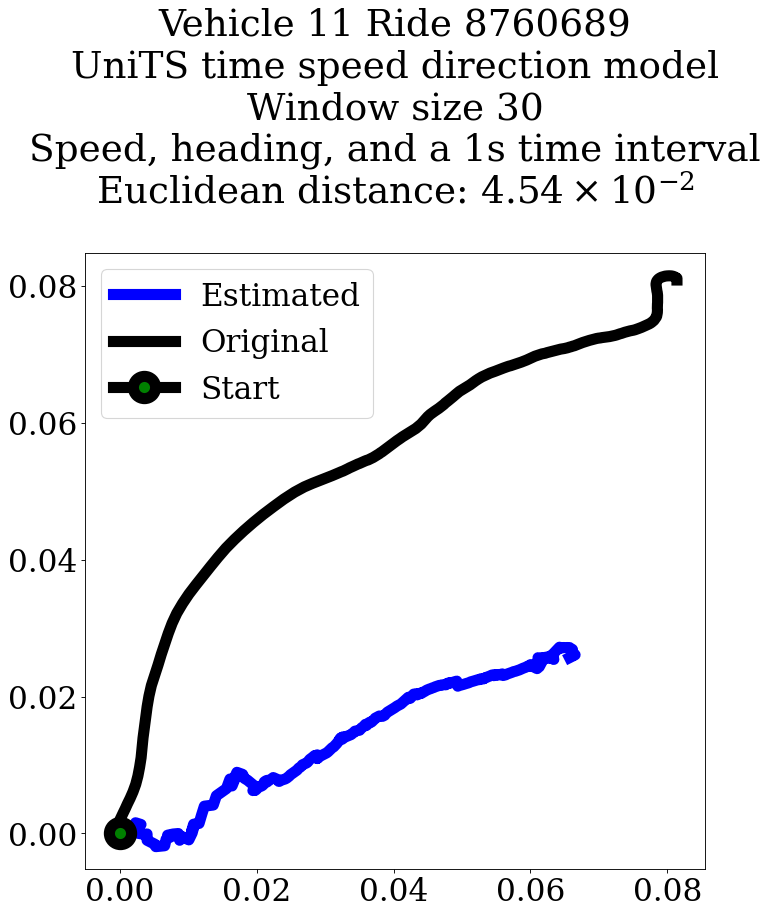 Vehicle 11 Ride 8760689
UniTS time speed direction model
Window size 30
Speed, heading, and a 1s time interval
Euclidean distance: 4.54 × 10⁻²
Estimated
Original
Start
0.08
0.06
0.04
0.02
0.00
0.00 0.02 0.04 0.06 0.08